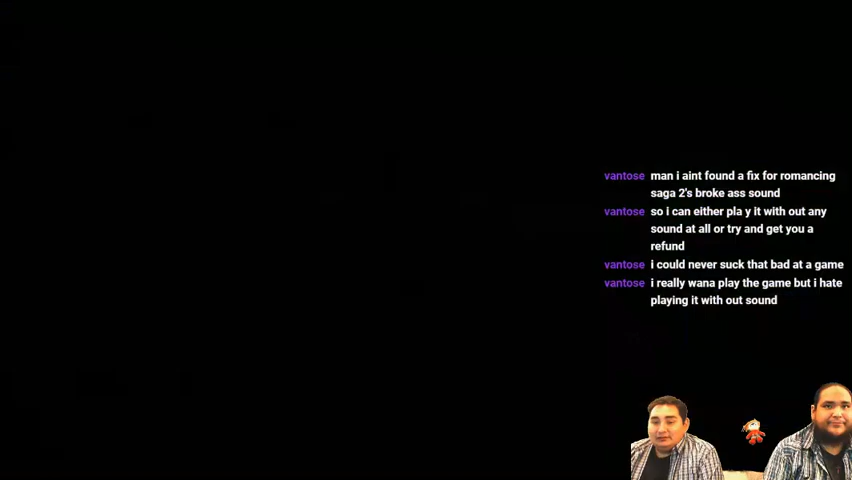 vantose man i aint found a fix for romancing
saga 2's broke ass sound
vantose so i can either pla y it with out any
sound at all or try and get you a
refund
vantose i could never suck that bad at a game
vantose i really wana play the game but i hate
playing it with out sound